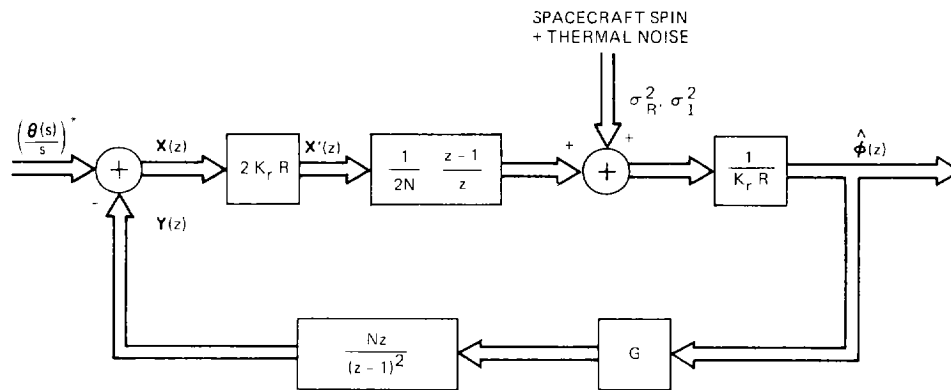 SPACECRAFT SPIN
+ THERMAL NOISE
σ_R^2, σ_1^2
(θ(s)/s)^*
X(z)
X'(z)
+
+
+
+
-
Y(z)
2 K_r R
1/2N z − 1/z
1/K_r R
φ̂(z)
Nz/(z − 1)^2
G